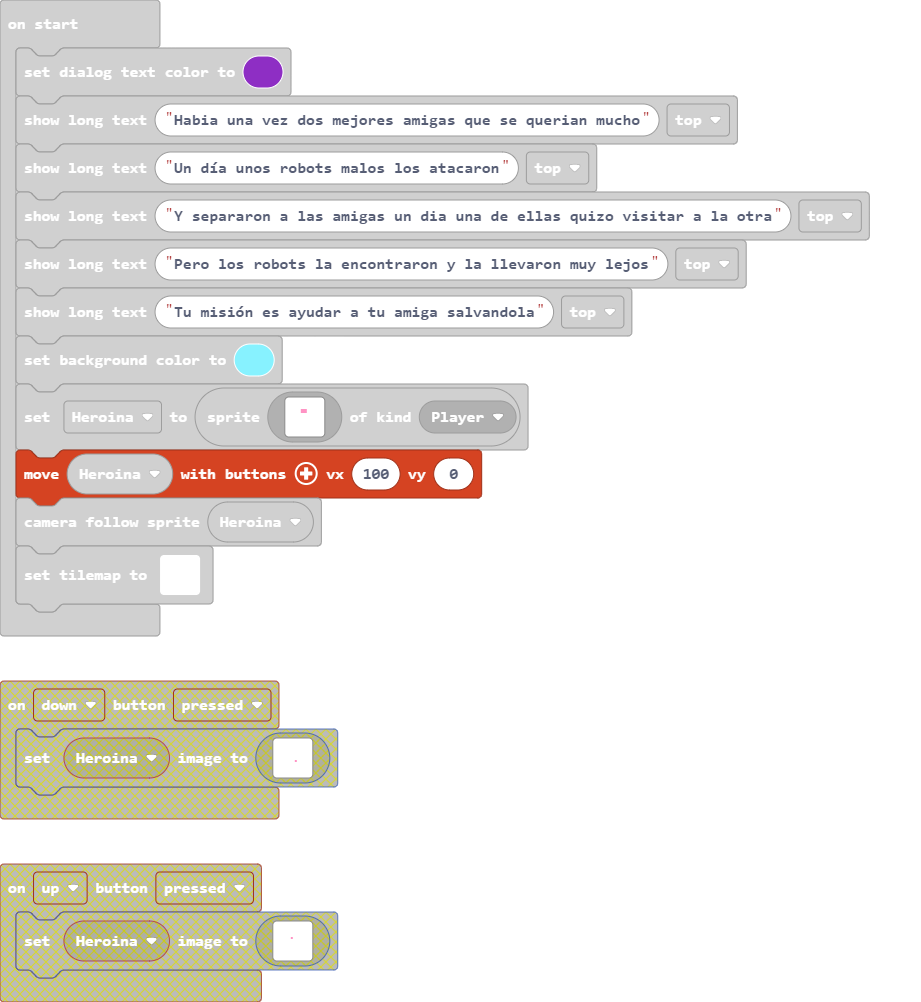 on start
set dialog text color to
show long text "Habia una vez dos mejores amigas que se querian mucho" top
show long text "Un día unos robots malos los atacaron" top
show long text "Y separaron a las amigas un dia una de ellas quizo visitar a la otra" top
show long text "Pero los robots la encontraron y la llevaron muy lejos" top
show long text "Tu misión es ayudar a tu amiga salvandola" top
set background color to
set Heroina to sprite of kind Player
move Heroina with buttons + vx 100 vy 0
camera follow sprite Heroina
set tilemap to
on down button pressed
set Heroina image to
on up button pressed
set Heroina image to